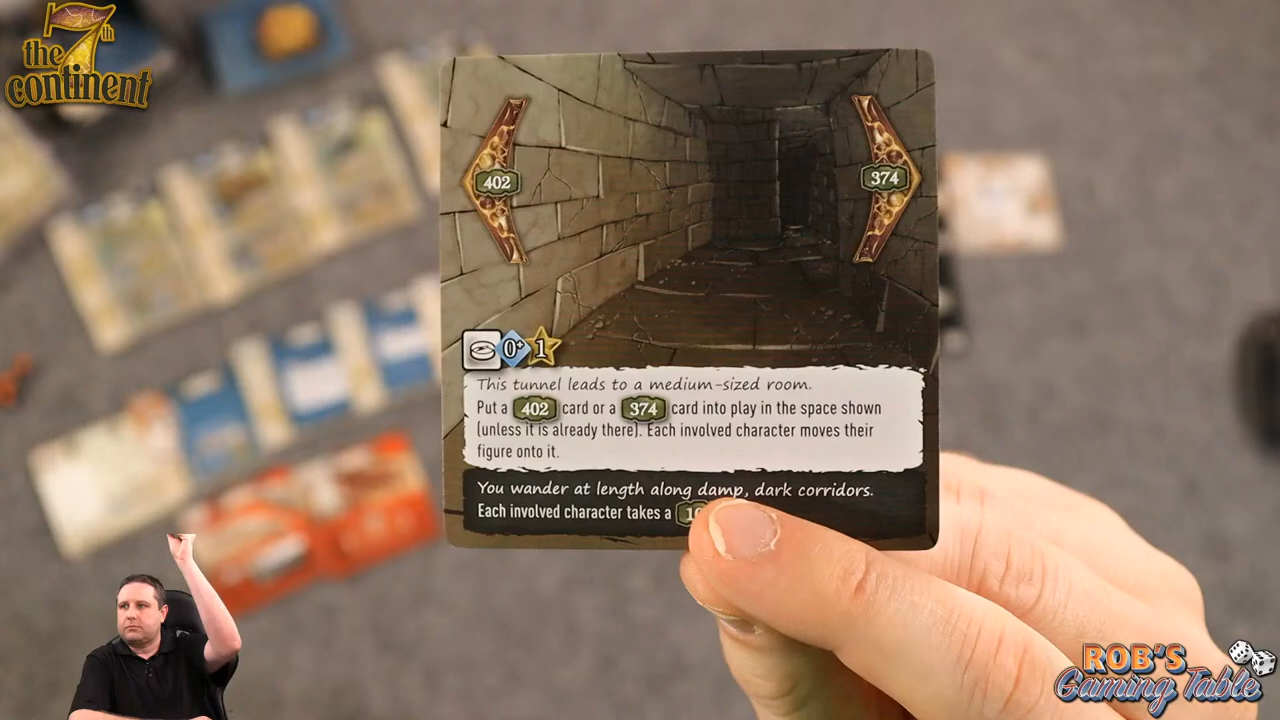 the 7th
continent
402
374
0+ 1
This tunnel leads to a medium-sized room.
Put a 402 card or a 374 card into play in the space shown
(unless it is already there). Each involved character moves their
figure onto it.
You wander at length along damp, dark corridors.
Each involved character takes a
ROB'S
Gaming Table